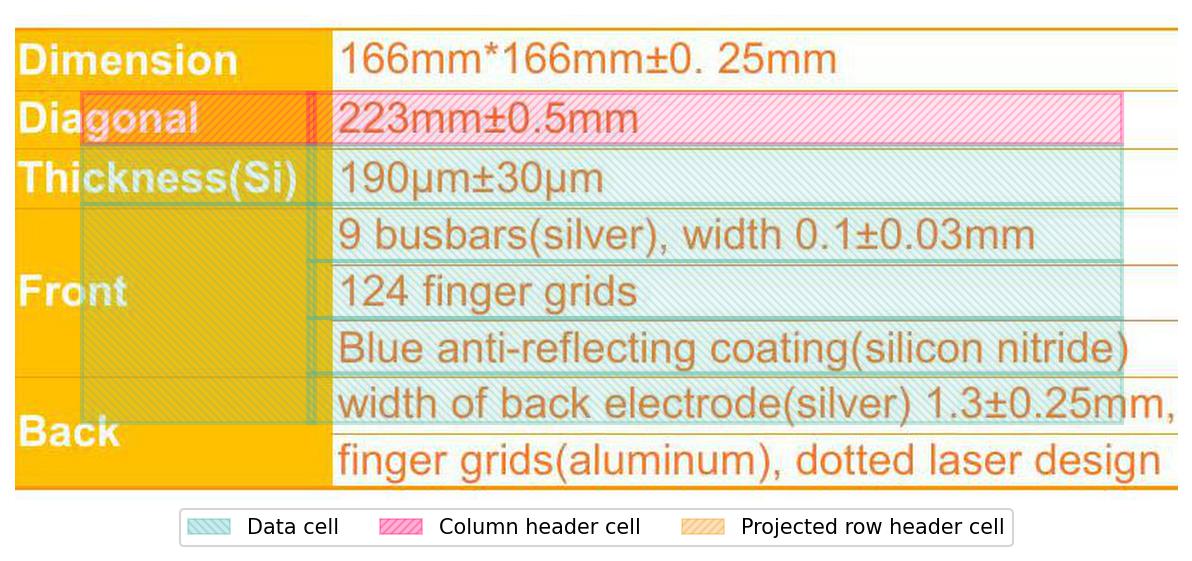 Dimension 166mm*166mm±0. 25mm
Diagonal 223mm±0.5mm
Thickness(Si) 190μm±30μm
9 busbars(silver), width 0.1±0.03mm
Front 124 finger grids
Blue anti-reflecting coating(silicon nitride)
width of back electrode(silver) 1.3±0.25mm,
Back
finger grids(aluminum), dotted laser design
Data cell Column header cell Projected row header cell